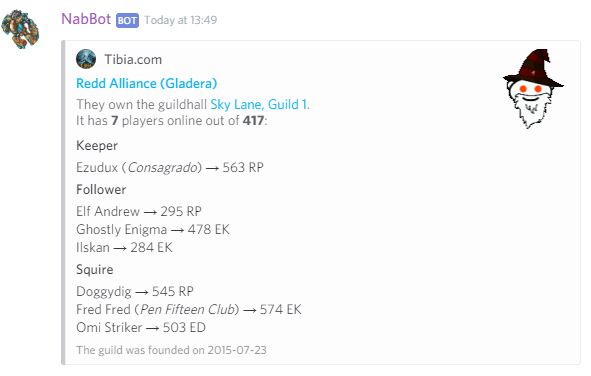 NabBot BOT Today at 13:49
Tibia.com
Redd Alliance (Gladera)
They own the guildhall Sky Lane, Guild 1.
It has 7 players online out of 417:
Keeper
Ezudux (Consagrado) → 563 RP
Follower
Elf Andrew → 295 RP
Ghostly Enigma → 478 EK
Ilskan → 284 EK
Squire
Doggydig → 545 RP
Fred Fred (Pen Fifteen Club) → 574 EK
Omi Striker → 503 ED
The guild was founded on 2015-07-23